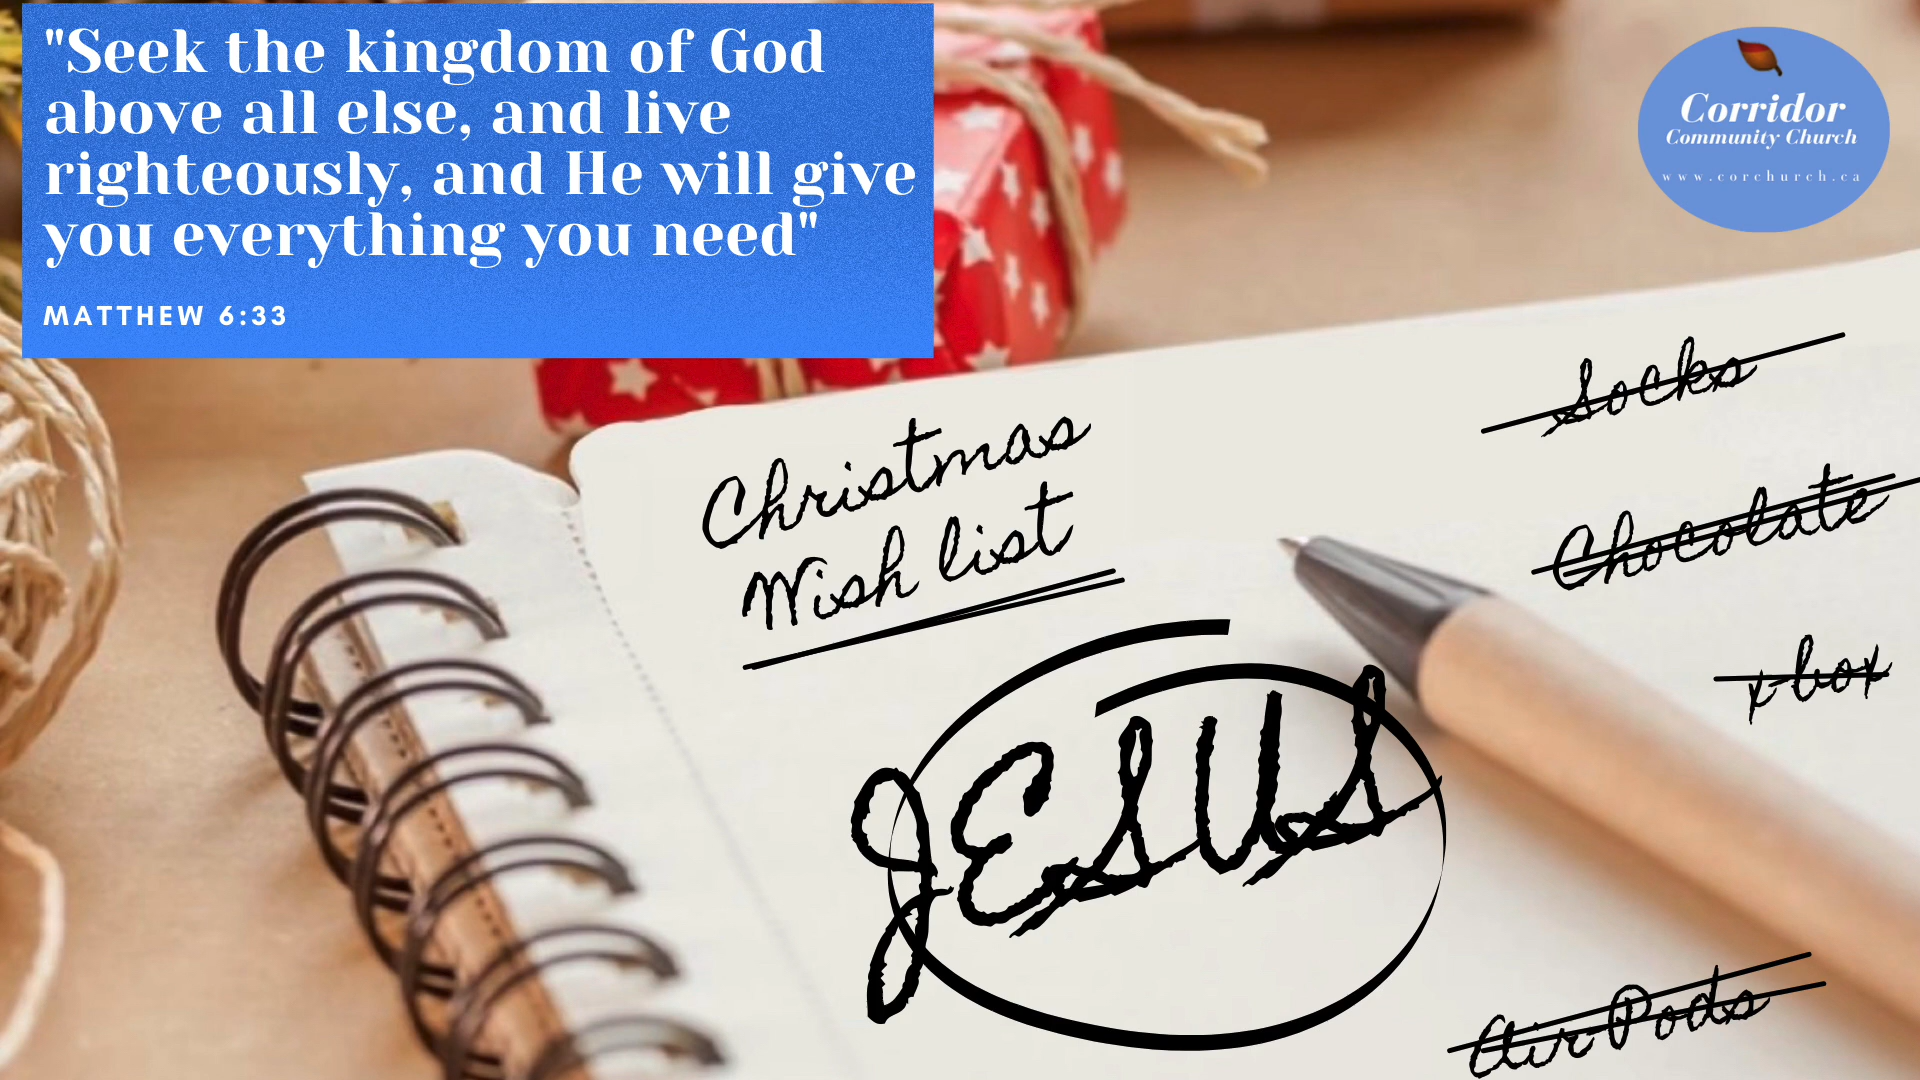 "Seek the kingdom of God
above all else, and live
righteously, and He will give
you everything you need"
MATTHEW 6:33
Corridor
Community Church
www.corchurch.ca
Christmas
Wish list
JESUS
Socks
Chocolate
x-box
AirPods